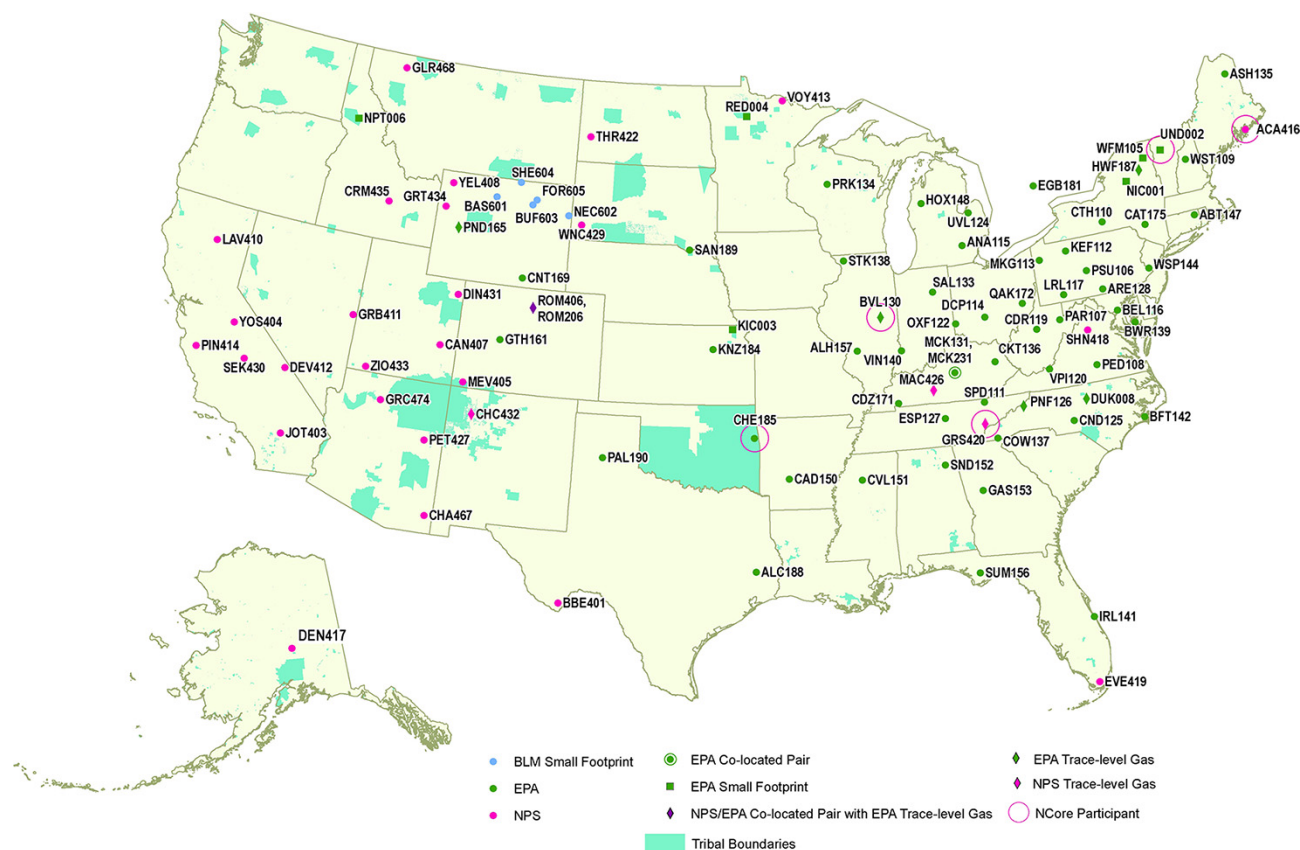 GLR468
NPT006
THR422
RED004
VOY413
ASH135
ACA416
UND002
WFM105
HWF187
WST109
NIC001
EGB181
PRK134
HOX148
UVL124
CTH110
CAT175
ABT147
SHE604
YEL408
FOR605
CRM435
GRT434
BAS601
BUF603
NEC602
PND165
WNC429
LAV410
SAN189
STK138
ANA115
MKG113
KEF112
PSU106
WSP144
CNT169
DIN431
ROM406,
ROM206
SAL133
DCP114
QAK172
LRL117
ARE128
BVL130
OXF122
CDR119
PAR107
BEL116
BWR139
SHN418
YOS404
GRB411
KIC003
PIN414
SEK430
DEV412
ZIO433
CAN407
GTH161
KNZ184
ALH157
VIN140
MCK131,
MCK231
CKT136
PED108
VPI120
MEV405
MAC426
GRC474
CHC432
CDZ171
SPD111
PNF126
DUK008
JOT403
PET427
CHE185
ESP127
GRS420
COW137
CND125
BFT142
PAL190
CAD150
CVL151
SND152
GAS153
CHA467
ALC188
SUM156
BBE401
IRL141
DEN417
EVE419
BLM Small Footprint
EPA
NPS
EPA Co-located Pair
EPA Small Footprint
NPS/EPA Co-located Pair with EPA Trace-level Gas
EPA Trace-level Gas
NPS Trace-level Gas
NCore Participant
Tribal Boundaries